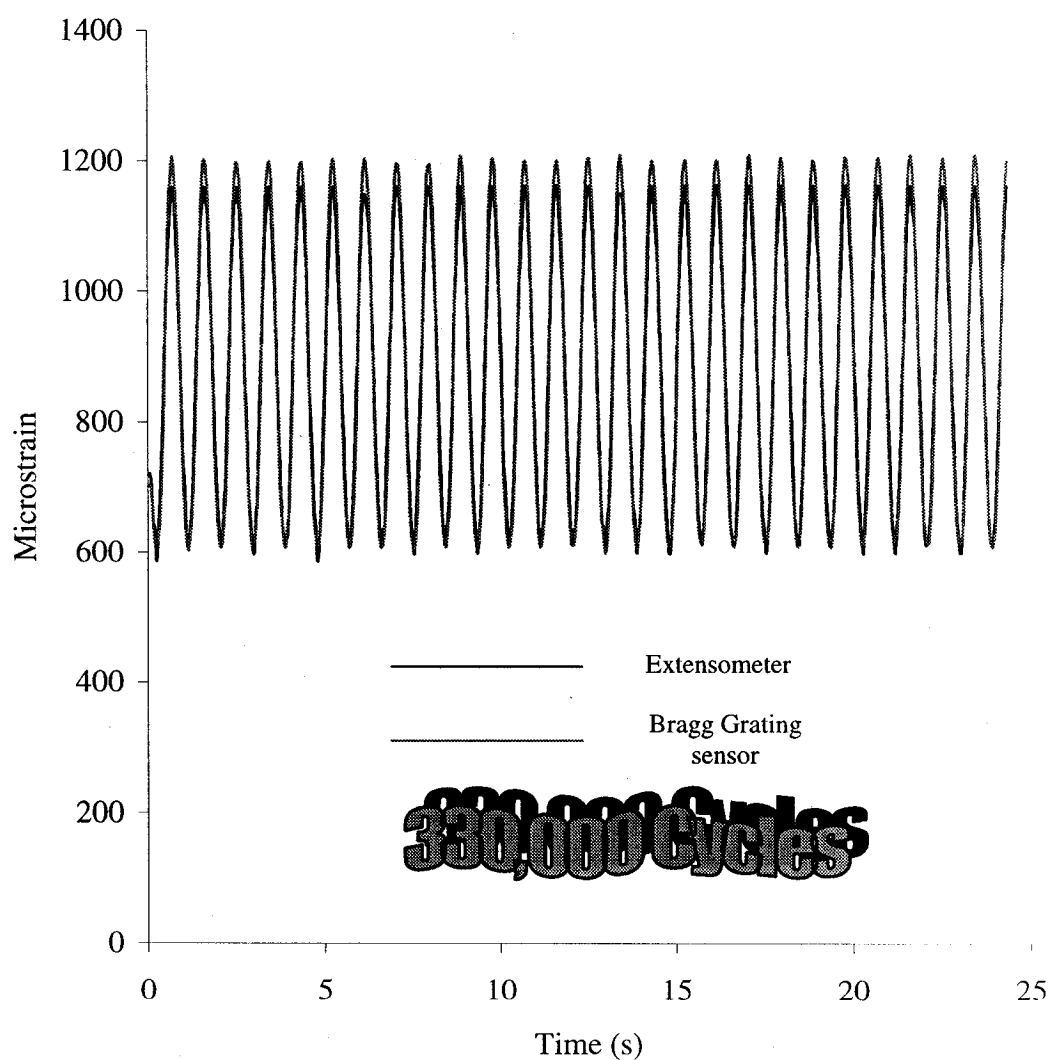 1400
1200
1000
800
600
400
200
0
Microstrain
Extensometer
Bragg Grating
sensor
330,000 Cycles
0 5 10 15 20 25
Time (s)